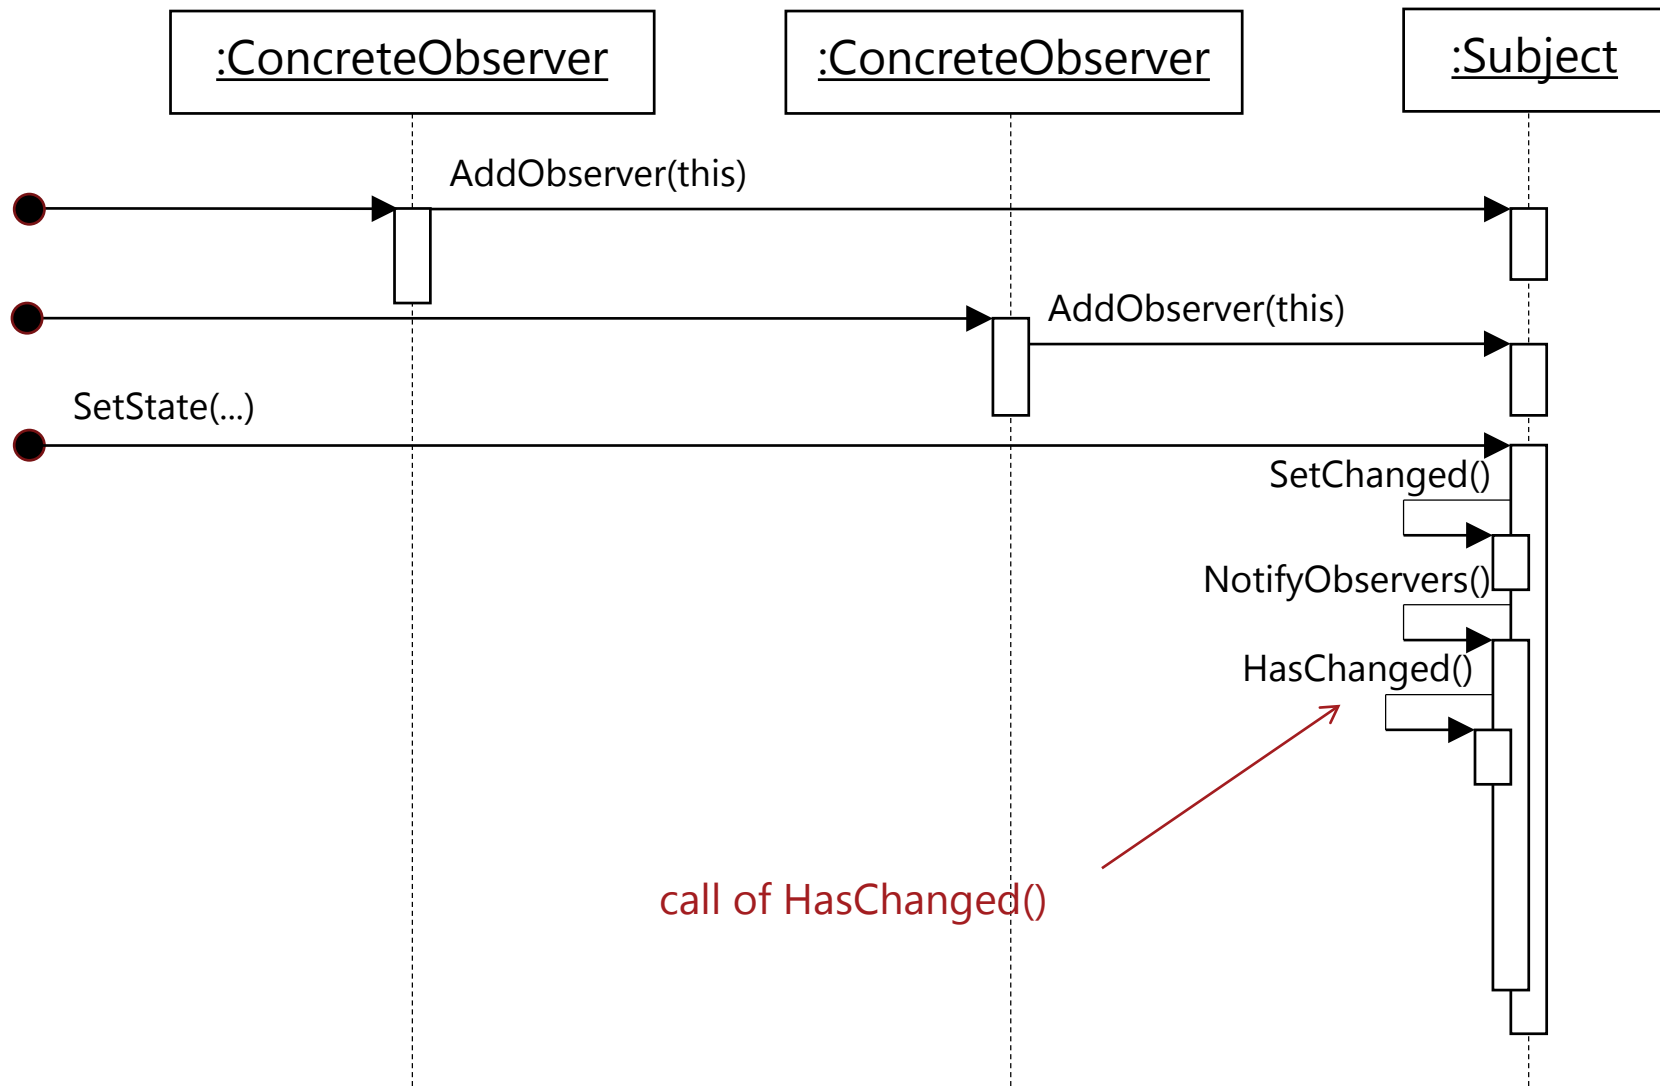 :ConcreteObserver
:ConcreteObserver
:Subject
AddObserver(this)
AddObserver(this)
SetState(...)
SetChanged()
NotifyObservers()
HasChanged()
call of HasChanged()